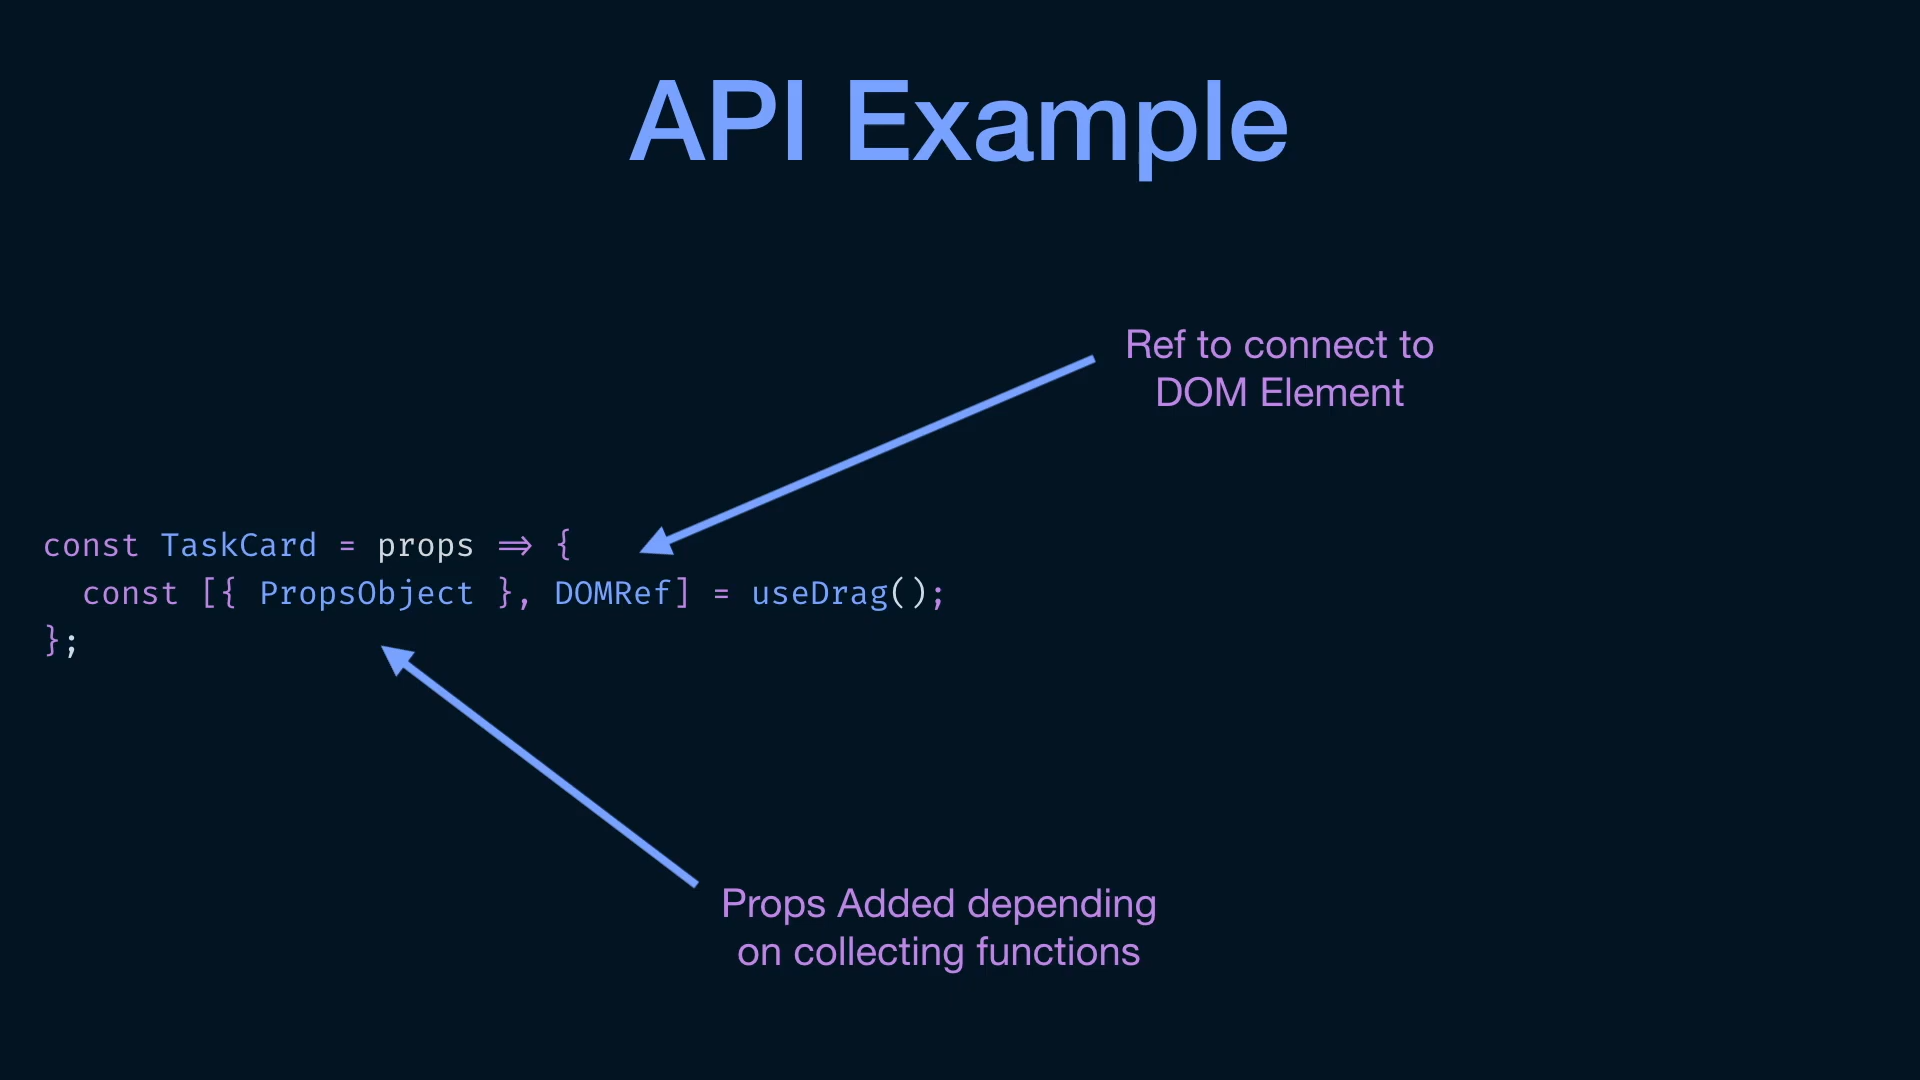 API Example
Ref to connect to
DOM Element
const TaskCard = props => {
  const [{ PropsObject }, DOMRef] = useDrag();
};
Props Added depending
on collecting functions